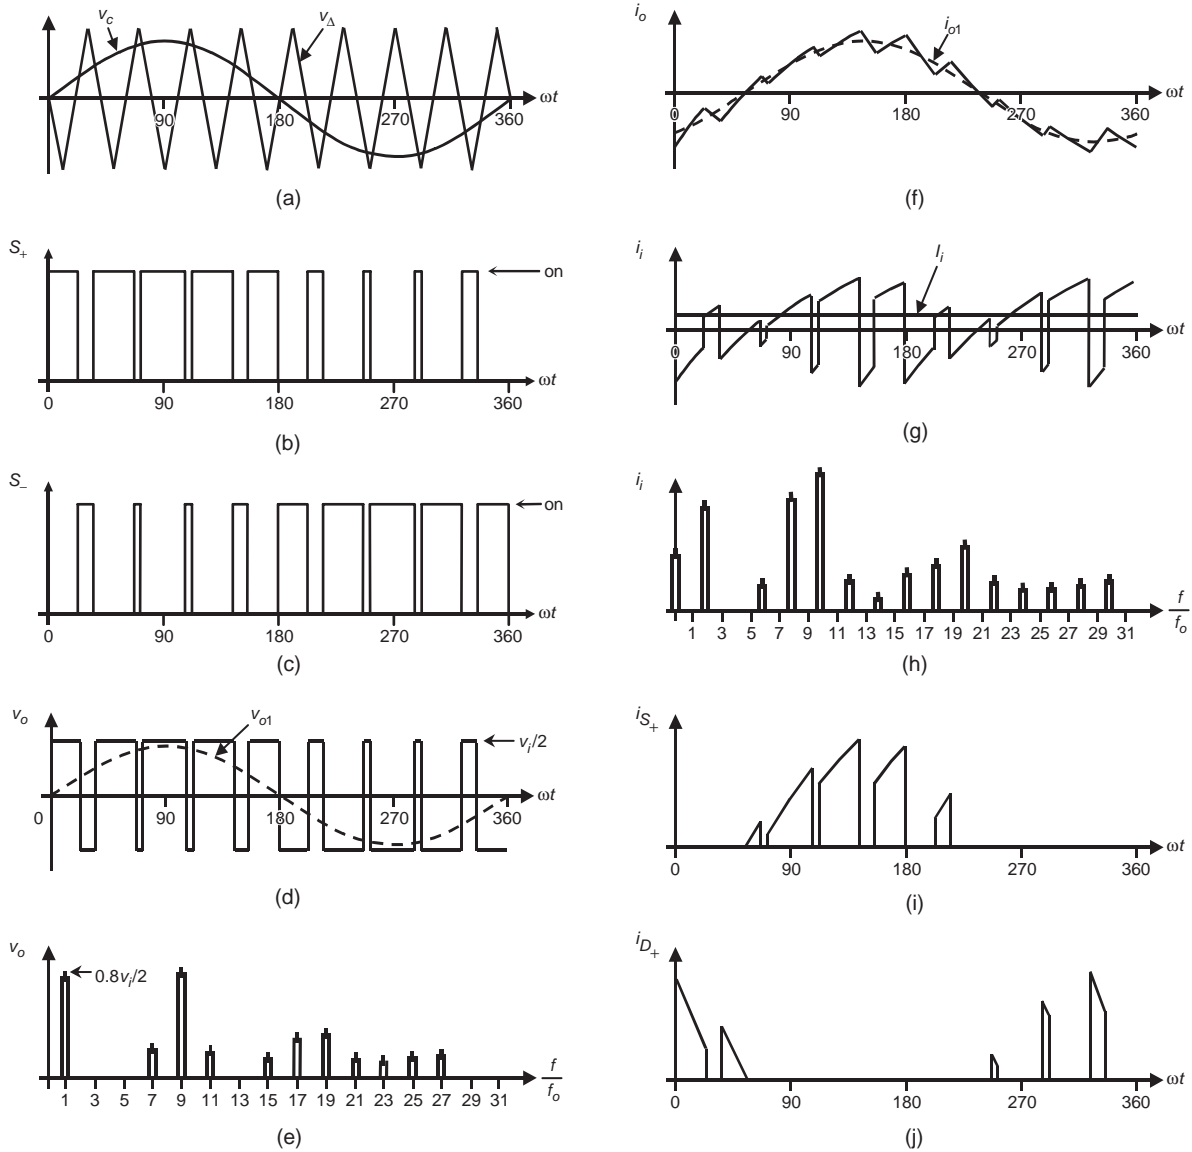 v_c v_Δ
90 180 270 360 ωt
(a)
S_+
on
0 90 180 270 360 ωt
(b)
S_–
on
0 90 180 270 360 ωt
(c)
v_o v_o1 v_i/2
0 90 180 270 360 ωt
(d)
v_o
0.8v_i/2
1 3 5 7 9 11 13 15 17 19 21 23 25 27 29 31 f/f_o
(e)
i_o i_o1
0 90 180 270 360 ωt
(f)
i_i I_i
0 90 180 270 360 ωt
(g)
i_i
1 3 5 7 9 11 13 15 17 19 21 23 25 27 29 31 f/f_o
(h)
i_S+
0 90 180 270 360 ωt
(i)
i_D+
0 90 180 270 360 ωt
(j)